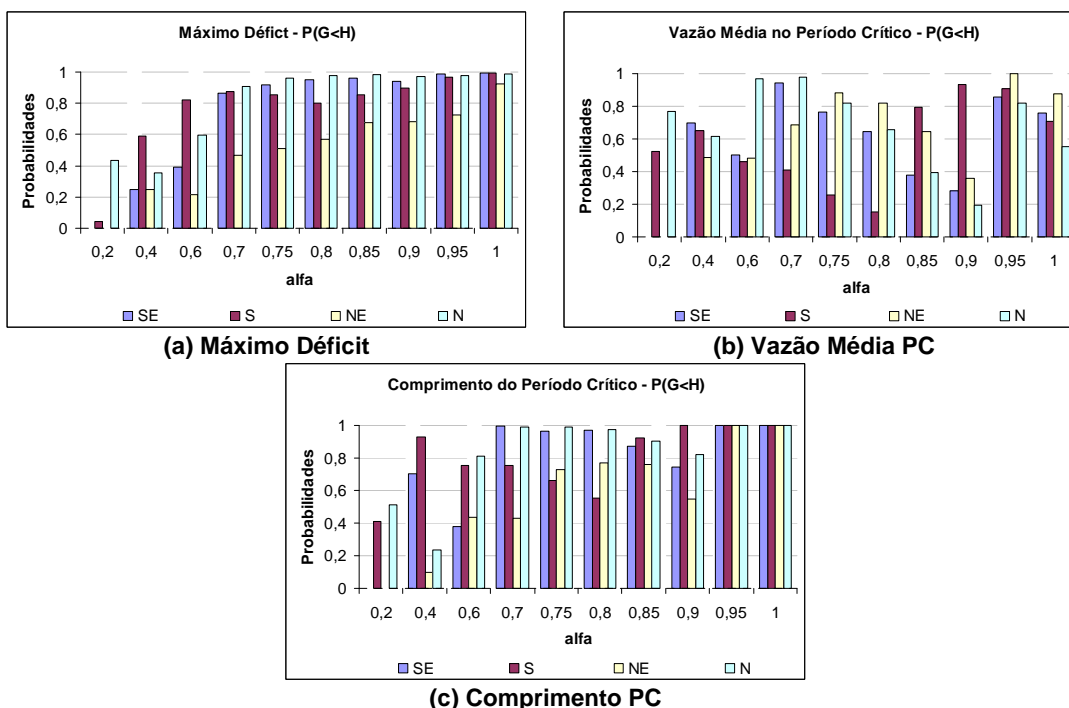 Máximo Défict - P(G<H)
Probabilidades
1
0,8
0,6
0,4
0,2
0
0,2 0,4 0,6 0,7 0,75 0,8 0,85 0,9 0,95 1
alfa
SE S NE N
(a) Máximo Déficit
Vazão Média no Período Crítico - P(G<H)
Probabilidades
1
0,8
0,6
0,4
0,2
0
0,2 0,4 0,6 0,7 0,75 0,8 0,85 0,9 0,95 1
alfa
SE S NE N
(b) Vazão Média PC
Comprimento do Período Crítico - P(G<H)
Probabilidades
1
0,8
0,6
0,4
0,2
0
0,2 0,4 0,6 0,7 0,75 0,8 0,85 0,9 0,95 1
alfa
SE S NE N
(c) Comprimento PC